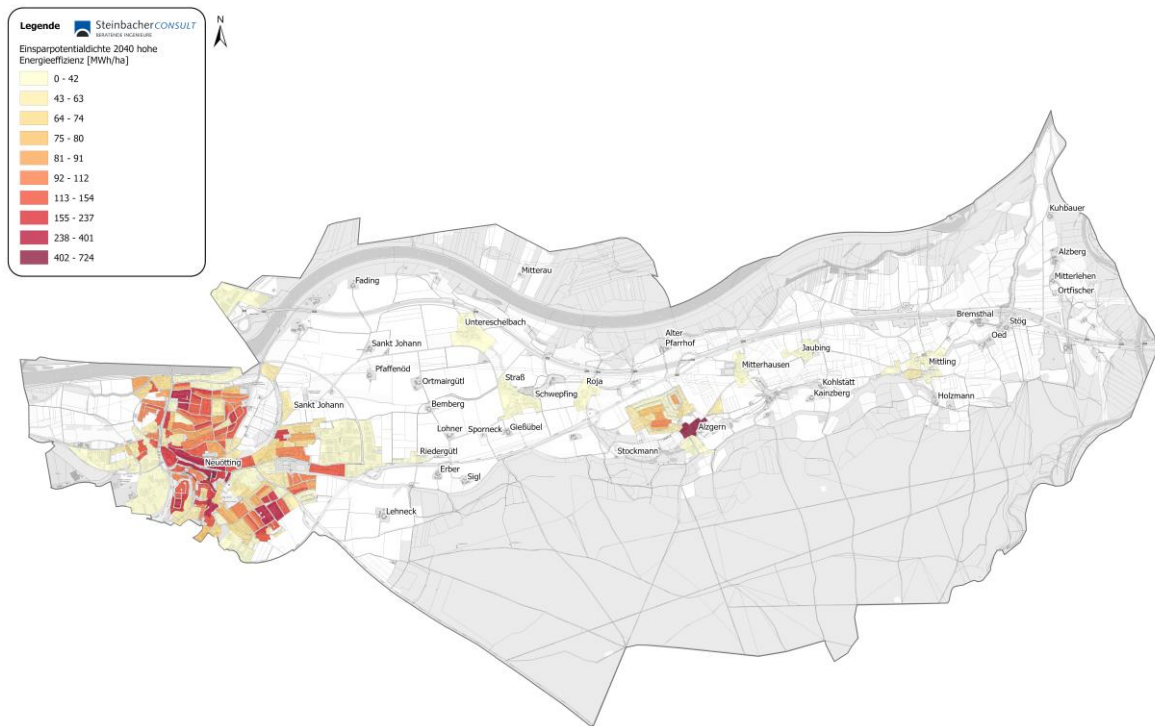 Legende
Steinbacher CONSULT
BERATENDE INGENIEURE
N
Einsparpotentialdichte 2040 hohe
Energieeffizienz [MWh/ha]
0 - 42
43 - 63
64 - 74
75 - 80
81 - 91
92 - 112
113 - 154
155 - 237
238 - 401
402 - 724
Kuhbauer
Alzberg
Mitterlehen
Ortfischer
Mitterau
Fading
Untereschelbach
Bremsthal
Stög
Oed
Alter
Pfarrhof
Sankt Johann
Jaubing
Mitterhausen
Mittling
Pfaffenöd
Ortmairgütl
Straß
Roja
Schwepfing
Kohlstatt
Kainzberg
Holzmann
Sankt Johann
Bemberg
Lohner
Sporneck
Gießübel
Alzgern
Riedergütl
Stockmann
Neuötting
Erber
Sigl
Lehneck